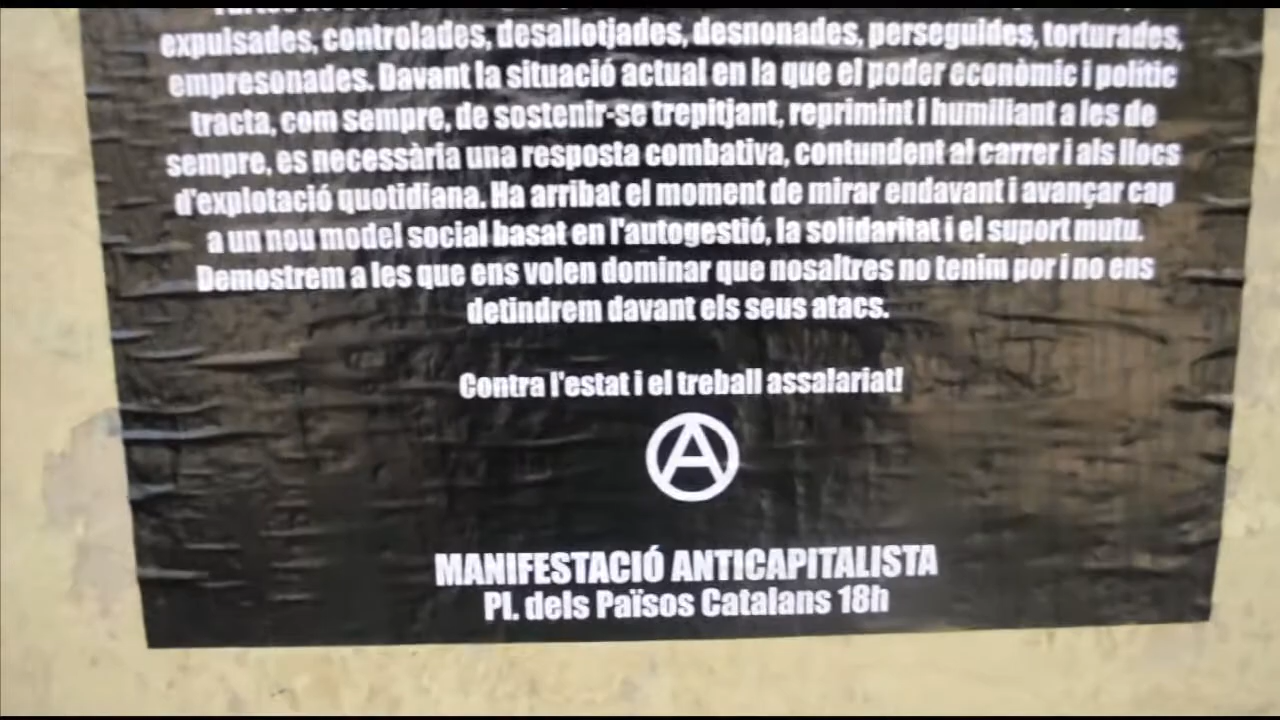 expulsades, controlades, desallotjades, desnonades, perseguides, torturades,
empresonades. Davant la situació actual en la que el poder econòmic i polític
tracta, com sempre, de sostenir-se trepitjant, reprimint i humiliant a les de
sempre, es necessària una resposta combativa, contundent al carrer i als llocs
d'explotació quotidiana. Ha arribat el moment de mirar endavant i avançar cap
a un nou model social basat en l'autogestió, la solidaritat i el suport mutu.
Demostrem a les que ens volen dominar que nosaltres no tenim por i no ens
detindrem davant els seus atacs.
Contra l'estat i el treball assalariat!
A
MANIFESTACIÓ ANTICAPITALISTA
Pl. dels Països Catalans 18h